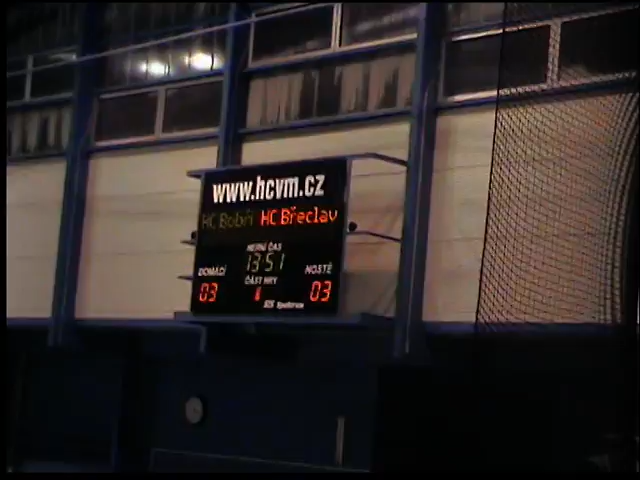 www.hcvm.cz
HC Bobři HC Břeclav
HERNÍ ČAS
13:51
DOMÁCÍ ČÁST HRY HOSTÉ
03 1 03